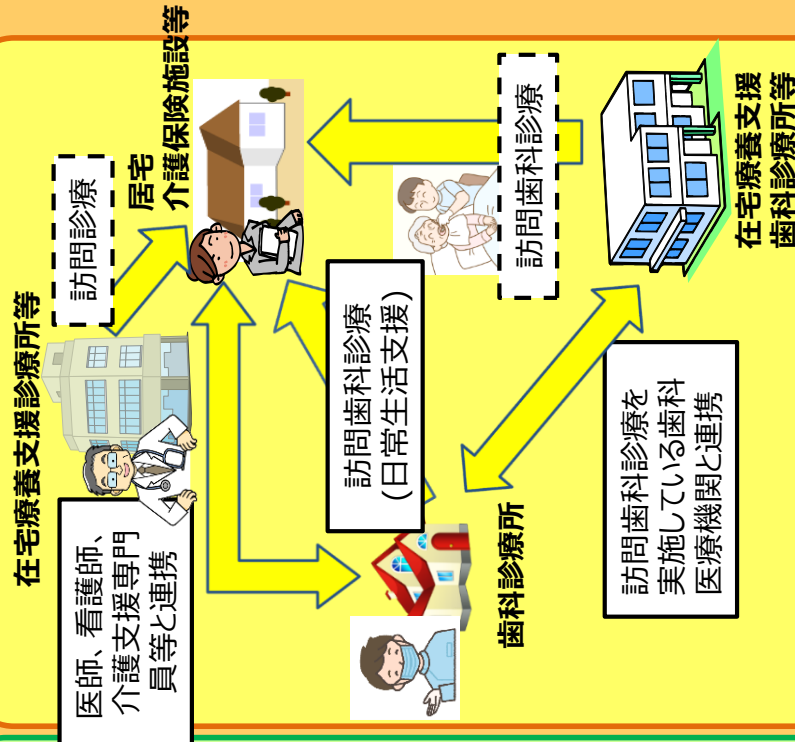 在宅療養支援診療所等
医師、看護師、
介護支援専門
員等と連携
訪問診療
居宅
介護保険施設等
訪問歯科診療
(日常生活支援)
訪問歯科診療
歯科診療所
訪問歯科診療を
実施している歯科
医療機関と連携
在宅療養支援
歯科診療所等